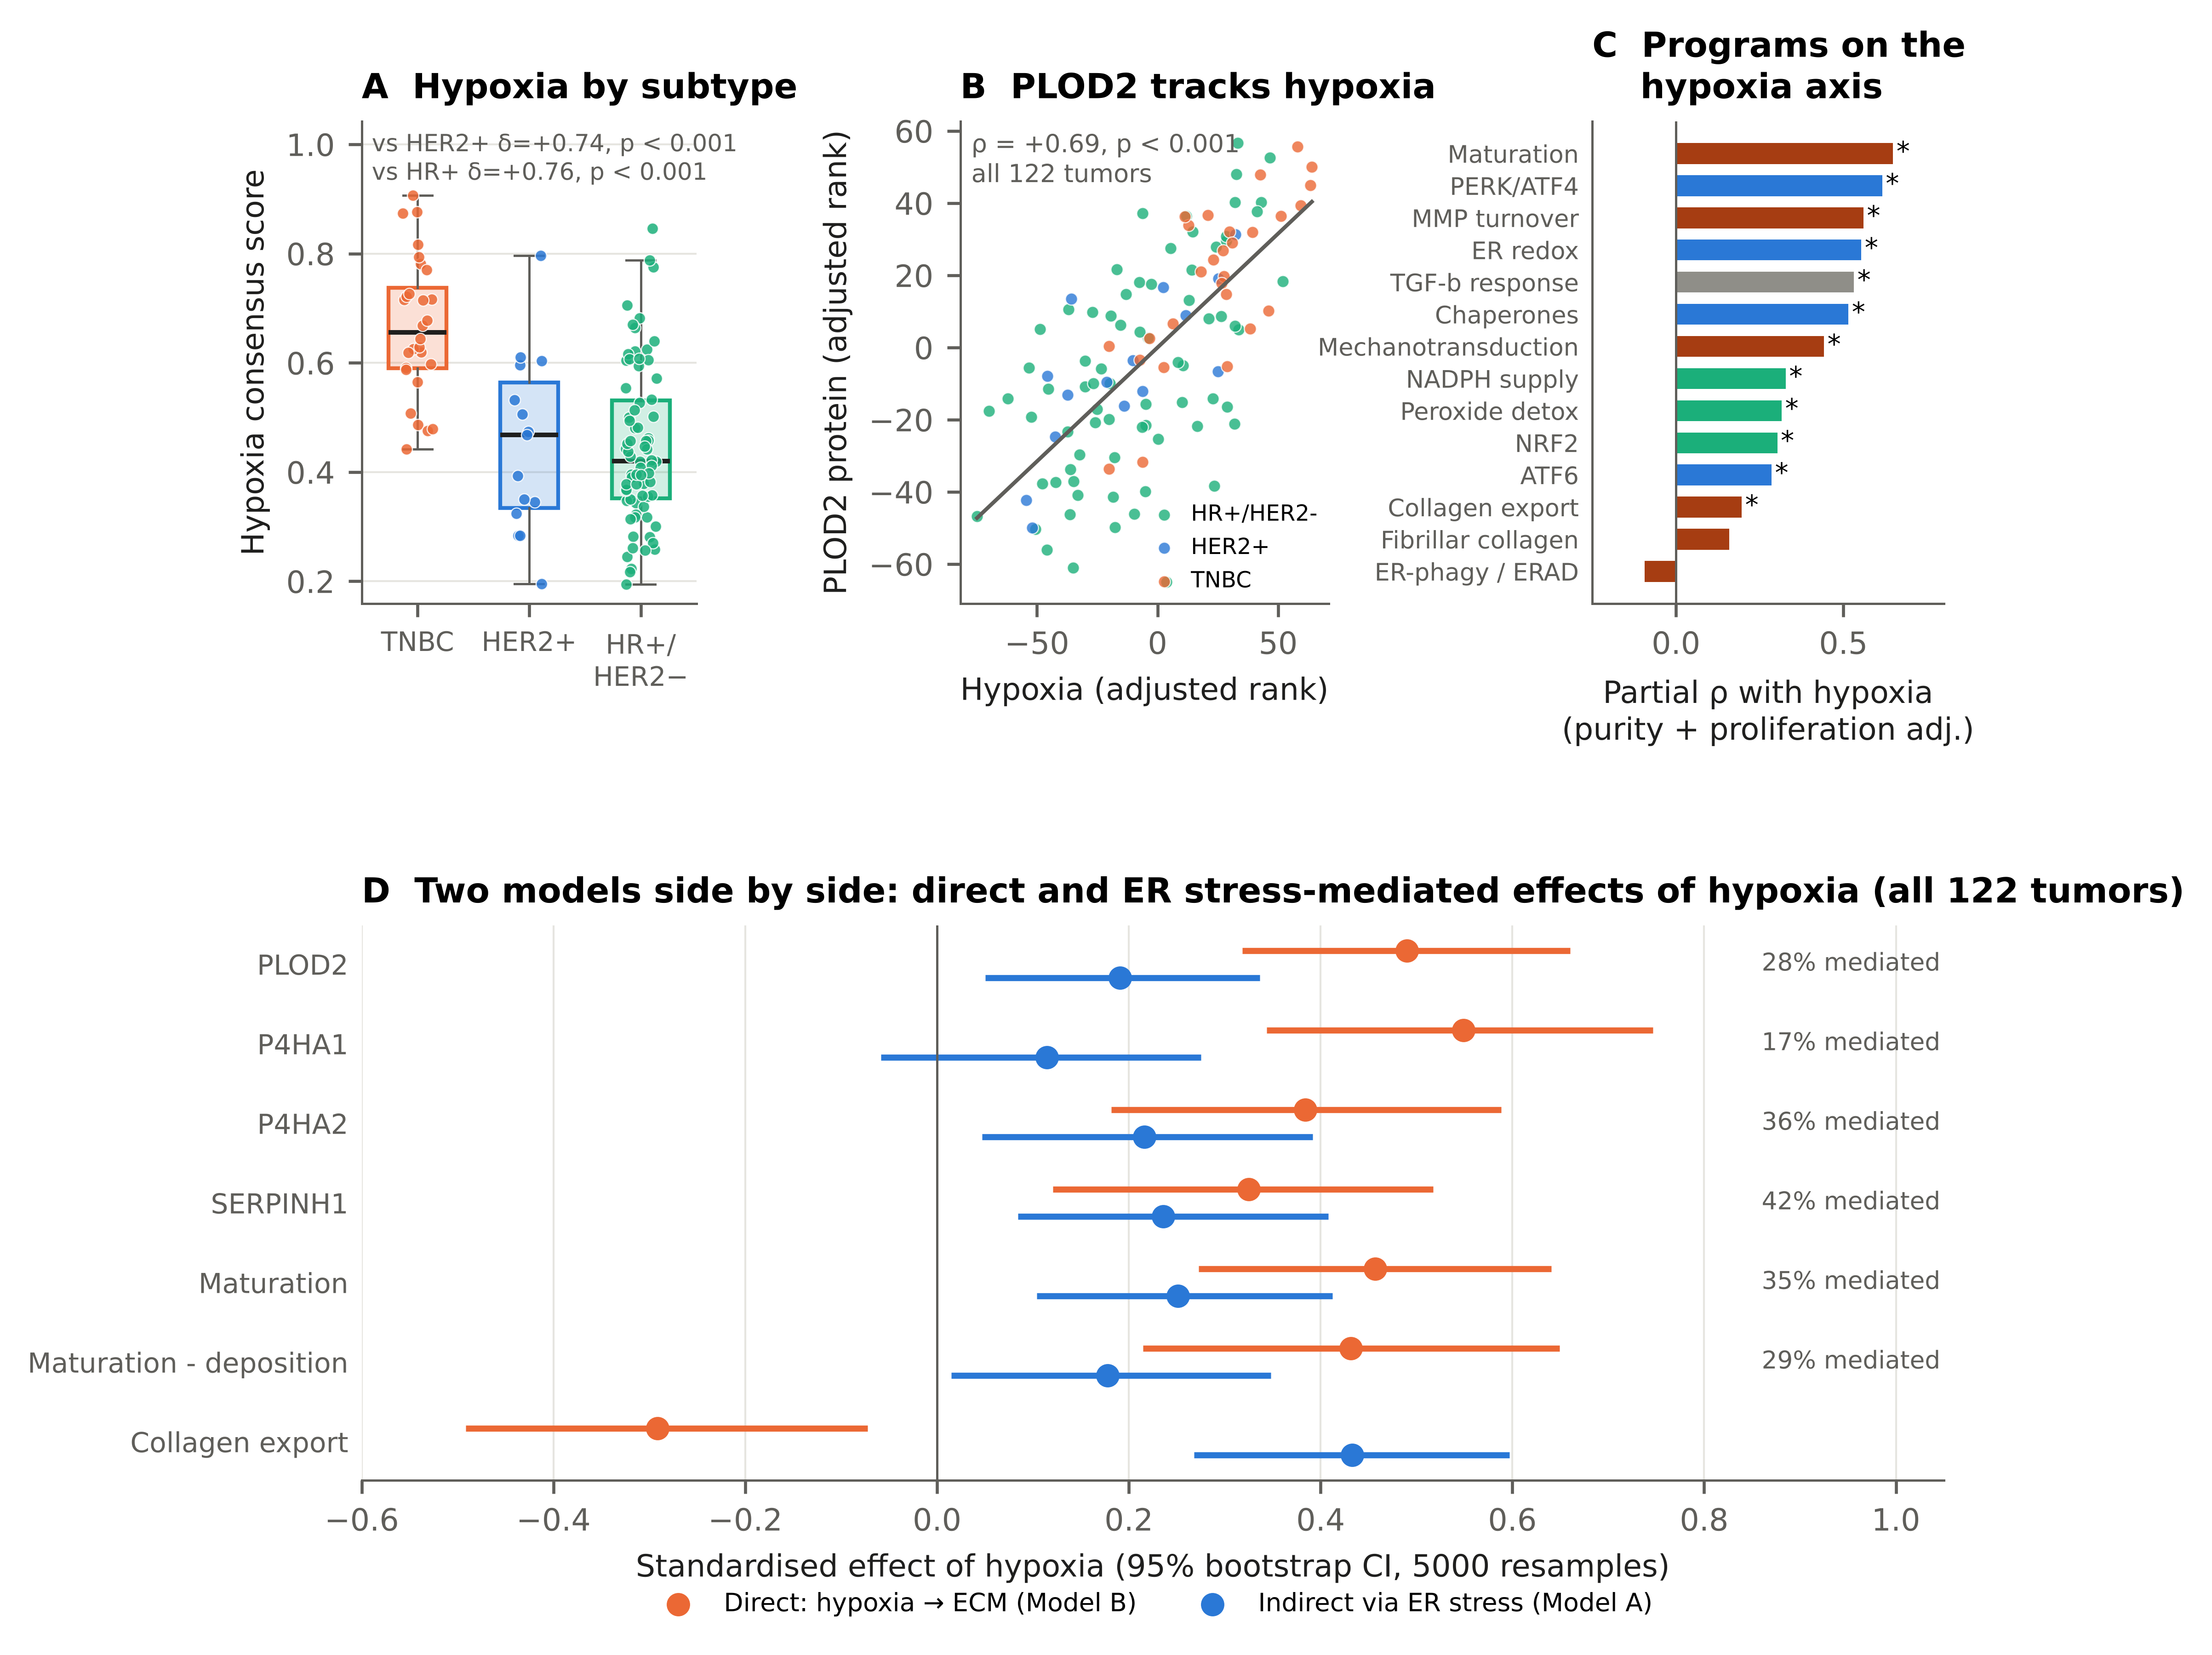 A Hypoxia by subtype
vs HER2+ δ=+0.74, p < 0.001
vs HR+ δ=+0.76, p < 0.001
Hypoxia consensus score
1.0
0.8
0.6
0.4
0.2
TNBC
HER2+
HR+/
HER2−
B PLOD2 tracks hypoxia
ρ = +0.69, p < 0.001
all 122 tumors
PLOD2 protein (adjusted rank)
60
40
20
0
−20
−40
−60
HR+/HER2-
HER2+
TNBC
−50
0
50
Hypoxia (adjusted rank)
C Programs on the
hypoxia axis
Maturation *
PERK/ATF4 *
MMP turnover *
ER redox *
TGF-b response *
Chaperones *
Mechanotransduction *
NADPH supply *
Peroxide detox *
NRF2 *
ATF6 *
Collagen export *
Fibrillar collagen
ER-phagy / ERAD
0.0
0.5
Partial ρ with hypoxia
(purity + proliferation adj.)
D Two models side by side: direct and ER stress-mediated effects of hypoxia (all 122 tumors)
PLOD2
28% mediated
P4HA1
17% mediated
P4HA2
36% mediated
SERPINH1
42% mediated
Maturation
35% mediated
Maturation - deposition
29% mediated
Collagen export
−0.6
−0.4
−0.2
0.0
0.2
0.4
0.6
0.8
1.0
Standardised effect of hypoxia (95% bootstrap CI, 5000 resamples)
Direct: hypoxia → ECM (Model B)
Indirect via ER stress (Model A)